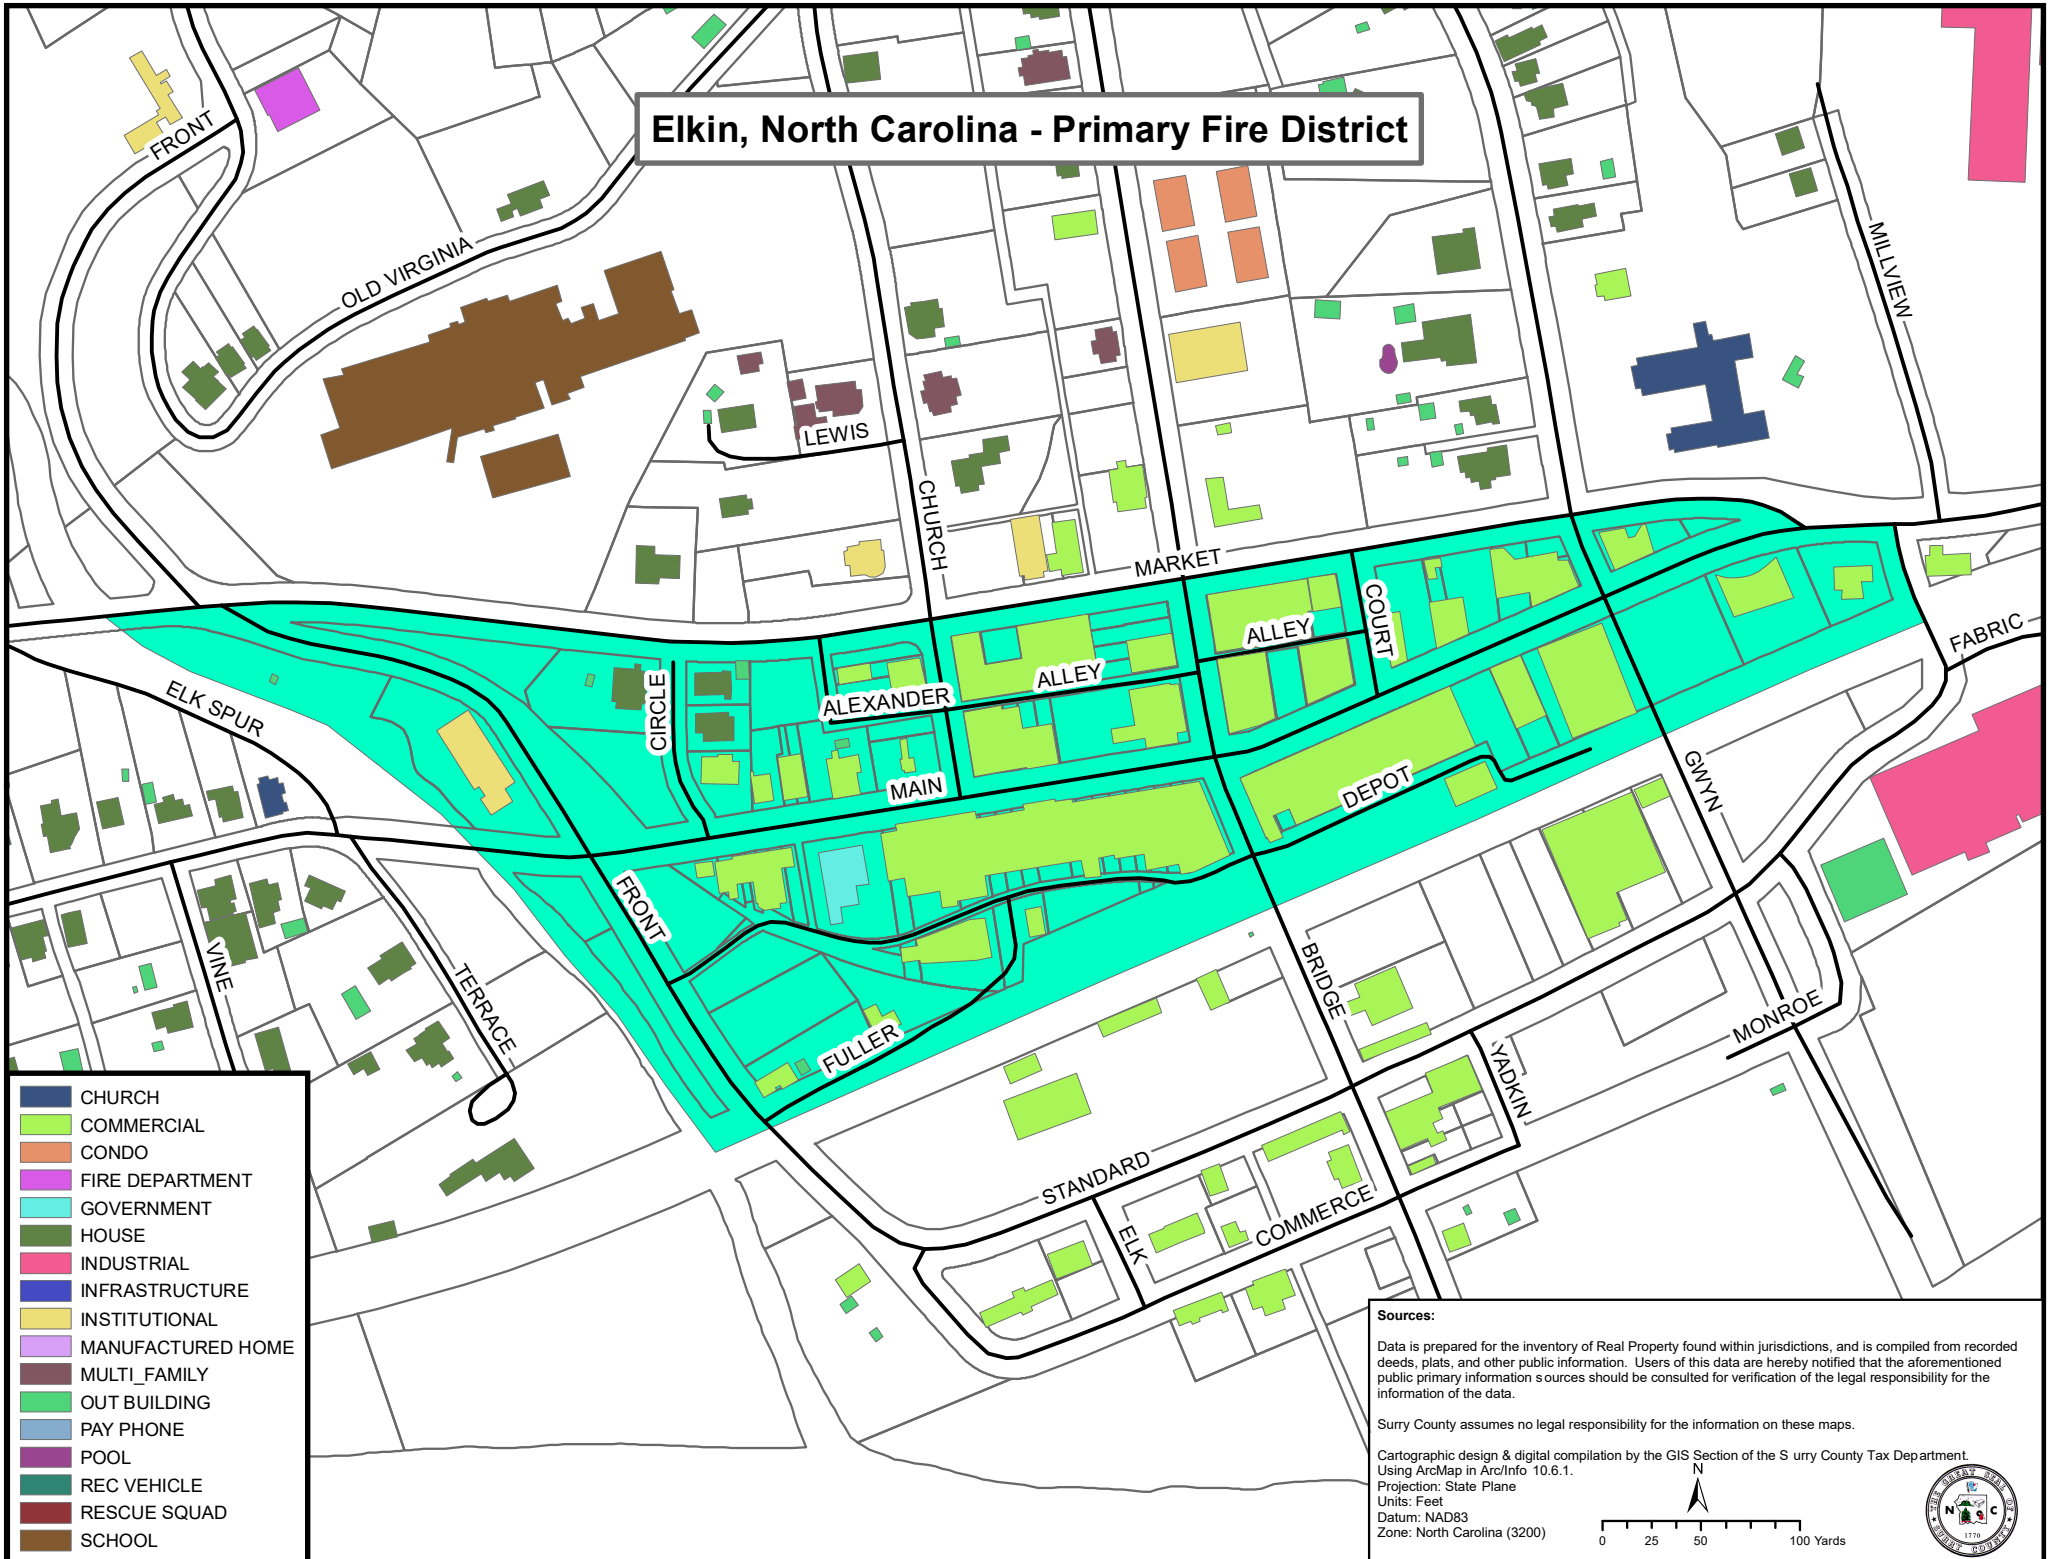 Elkin, North Carolina - Primary Fire District
FRONT
OLD VIRGINIA
MILLVIEW
LEWIS
CHURCH
MARKET
COURT
ALLEY
FABRIC
ALLEY
ALEXANDER
CIRCLE
ELK SPUR
MAIN
DEPOT
GWYN
FRONT
VINE
TERRACE
BRIDGE
FULLER
MONROE
YADKIN
STANDARD
COMMERCE
ELK
CHURCH
COMMERCIAL
CONDO
FIRE DEPARTMENT
GOVERNMENT
HOUSE
INDUSTRIAL
INFRASTRUCTURE
INSTITUTIONAL
MANUFACTURED HOME
MULTI_FAMILY
OUT BUILDING
PAY PHONE
POOL
REC VEHICLE
RESCUE SQUAD
SCHOOL
Sources:
Data is prepared for the inventory of Real Property found within jurisdictions, and is compiled from recorded
deeds, plats, and other public information. Users of this data are hereby notified that the aforementioned
public primary information sources should be consulted for verification of the legal responsibility for the
information of the data.
Surry County assumes no legal responsibility for the information on these maps.
Cartographic design & digital compilation by the GIS Section of the S urry County Tax Department.
Using ArcMap in Arc/Info 10.6.1.
Projection: State Plane
Units: Feet
Datum: NAD83
Zone: North Carolina (3200)
N
0 25 50 100 Yards
THE GREAT SEAL OF
N C
1770
SURRY COUNTY